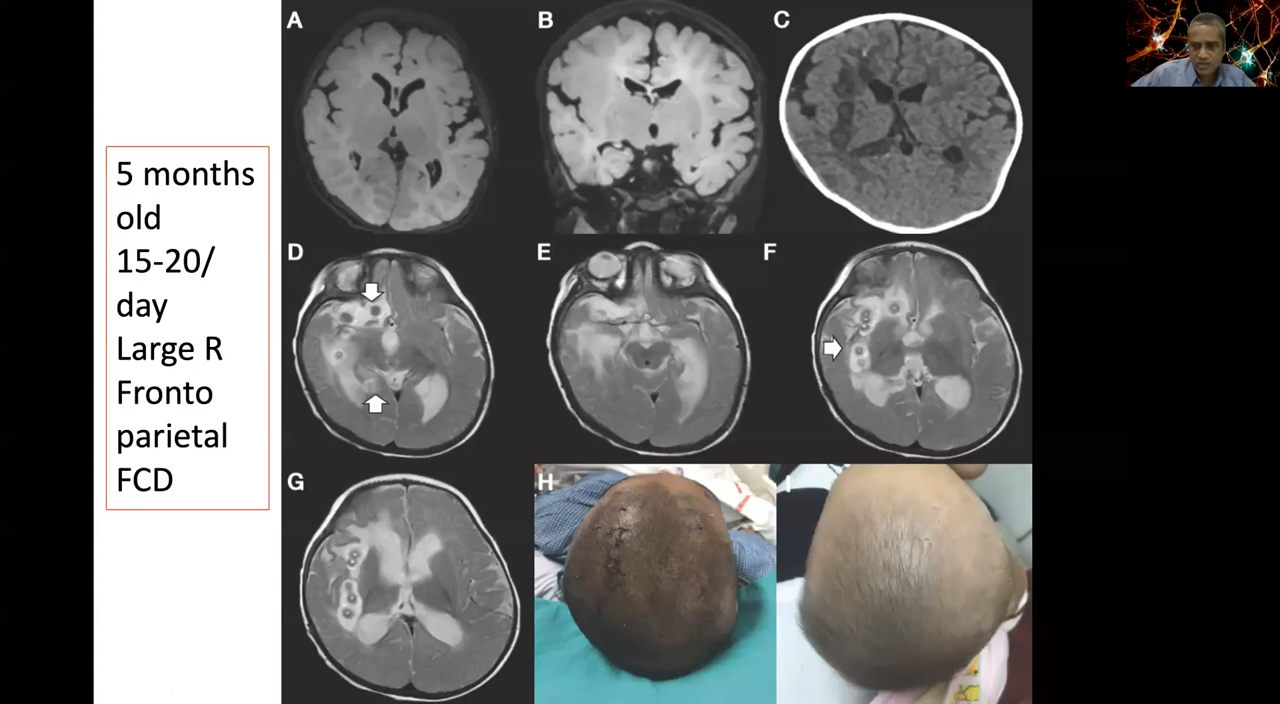 5 months
old
15-20/
day
Large R
Fronto
parietal
FCD
A
B
C
D
E
F
G
H
I